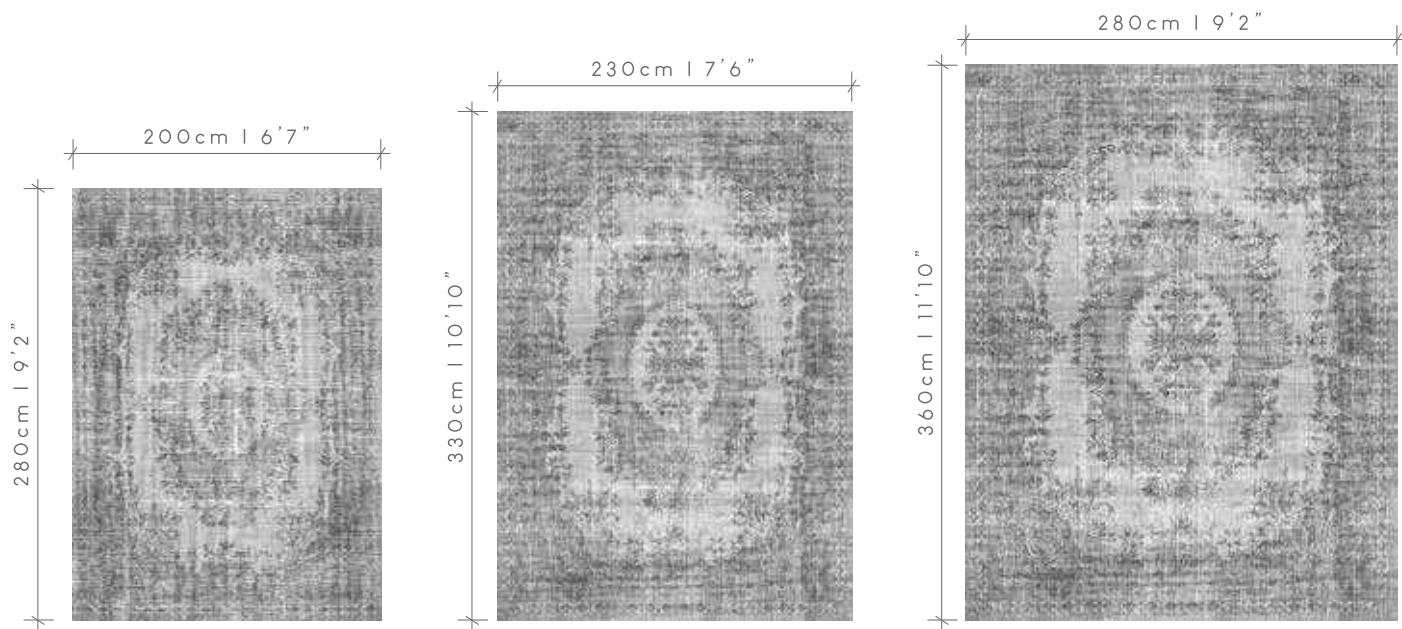 200cm | 6’7”
280cm | 9’2”
230cm | 7’6”
330cm | 10’10”
280cm | 9’2”
360cm | 11’10”